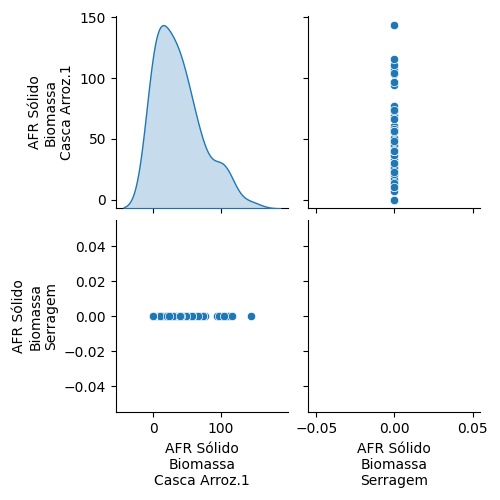 150
100
50
0
AFR Sólido
Biomassa
Casca Arroz.1
0.04
0.02
0.00
−0.02
−0.04
AFR Sólido
Biomassa
Serragem
0
100
AFR Sólido
Biomassa
Casca Arroz.1
−0.05
0.00
0.05
AFR Sólido
Biomassa
Serragem